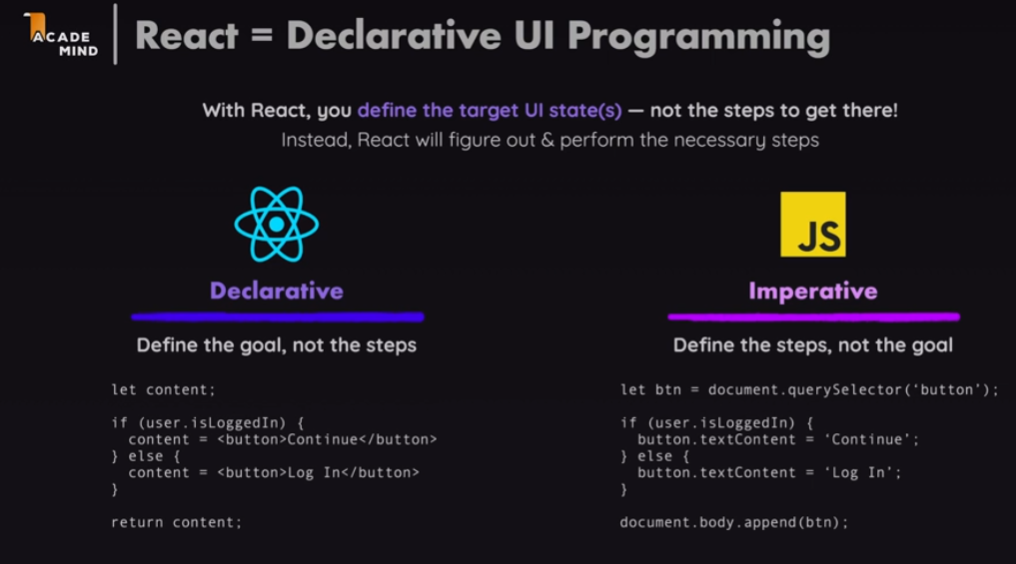 ACADE
MIND
React = Declarative UI Programming
With React, you define the target UI state(s) — not the steps to get there!
Instead, React will figure out & perform the necessary steps
Declarative
Define the goal, not the steps
let content;
if (user.isLoggedIn) {
  content = <button>Continue</button>
} else {
  content = <button>Log In</button>
}
return content;
JS
Imperative
Define the steps, not the goal
let btn = document.querySelector(‘button’);
if (user.isLoggedIn) {
  button.textContent = ‘Continue’;
} else {
  button.textContent = ‘Log In’;
}
document.body.append(btn);